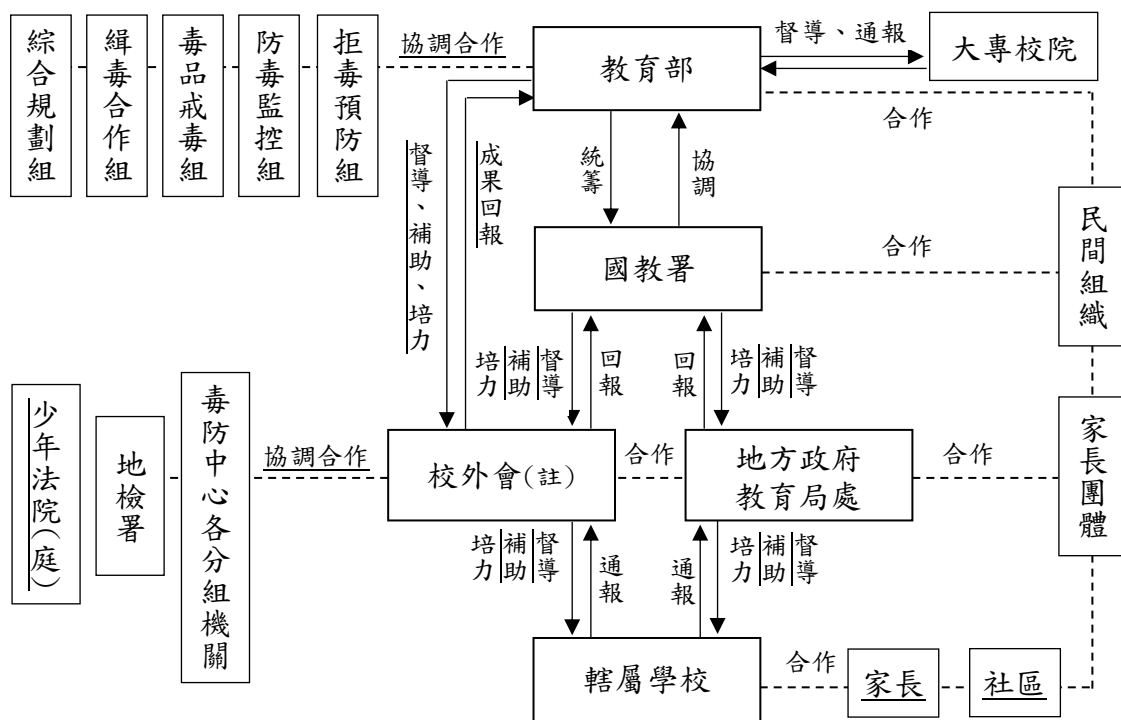 綜合規劃組
緝毒合作組
毒品戒毒組
防毒監控組
拒毒預防組
協調合作
教育部
督導、通報
大專校院
合作
督導、補助、培力
成果回報
統籌
協調
國教署
合作
民間組織
培力
補助
督導
回報
回報
培力
補助
督導
少年法院(庭)
地檢署
毒防中心各分組機關
協調合作
校外會(註)
合作
地方政府
教育局處
合作
家長團體
培力
補助
督導
通報
通報
培力
補助
督導
轄屬學校
合作
家長
社區